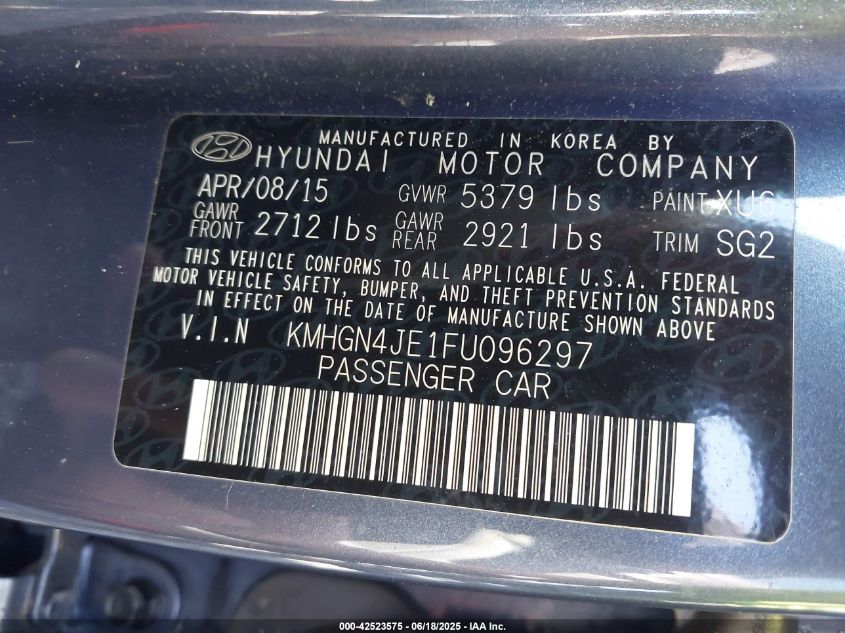 MANUFACTURED IN KOREA BY
HYUNDAI MOTOR COMPANY
APR/08/15 GVWR 5379 lbs PAINT XU6
GAWR FRONT 2712 lbs GAWR REAR 2921 lbs TRIM SG2
THIS VEHICLE CONFORMS TO ALL APPLICABLE U.S.A. FEDERAL
MOTOR VEHICLE SAFETY, BUMPER, AND THEFT PREVENTION STANDARDS
IN EFFECT ON THE DATE OF MANUFACTURE SHOWN ABOVE
V.I.N KMHGN4JE1FU096297
PASSENGER CAR
000-42523575 - 06/18/2025 - IAA Inc.